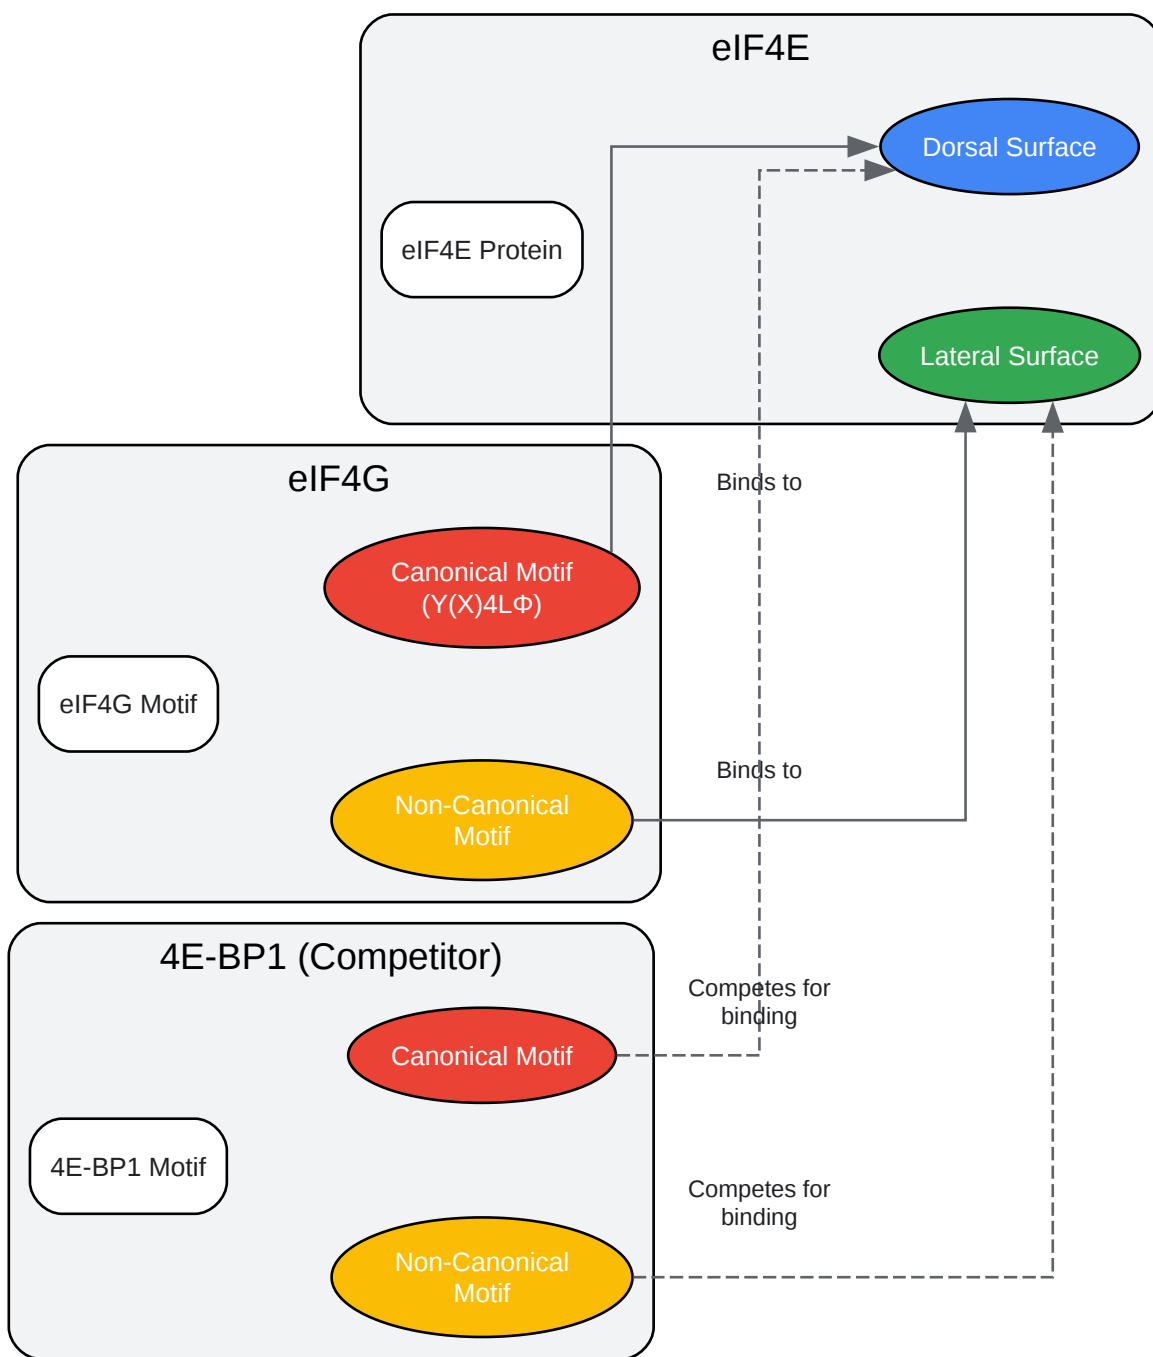 eIF4E
Dorsal Surface
eIF4E Protein
Lateral Surface
eIF4G
Binds to
Canonical Motif
(Y(X)4LΦ)
eIF4G Motif
Binds to
Non-Canonical
Motif
4E-BP1 (Competitor)
Competes for
binding
Canonical Motif
4E-BP1 Motif
Competes for
binding
Non-Canonical
Motif